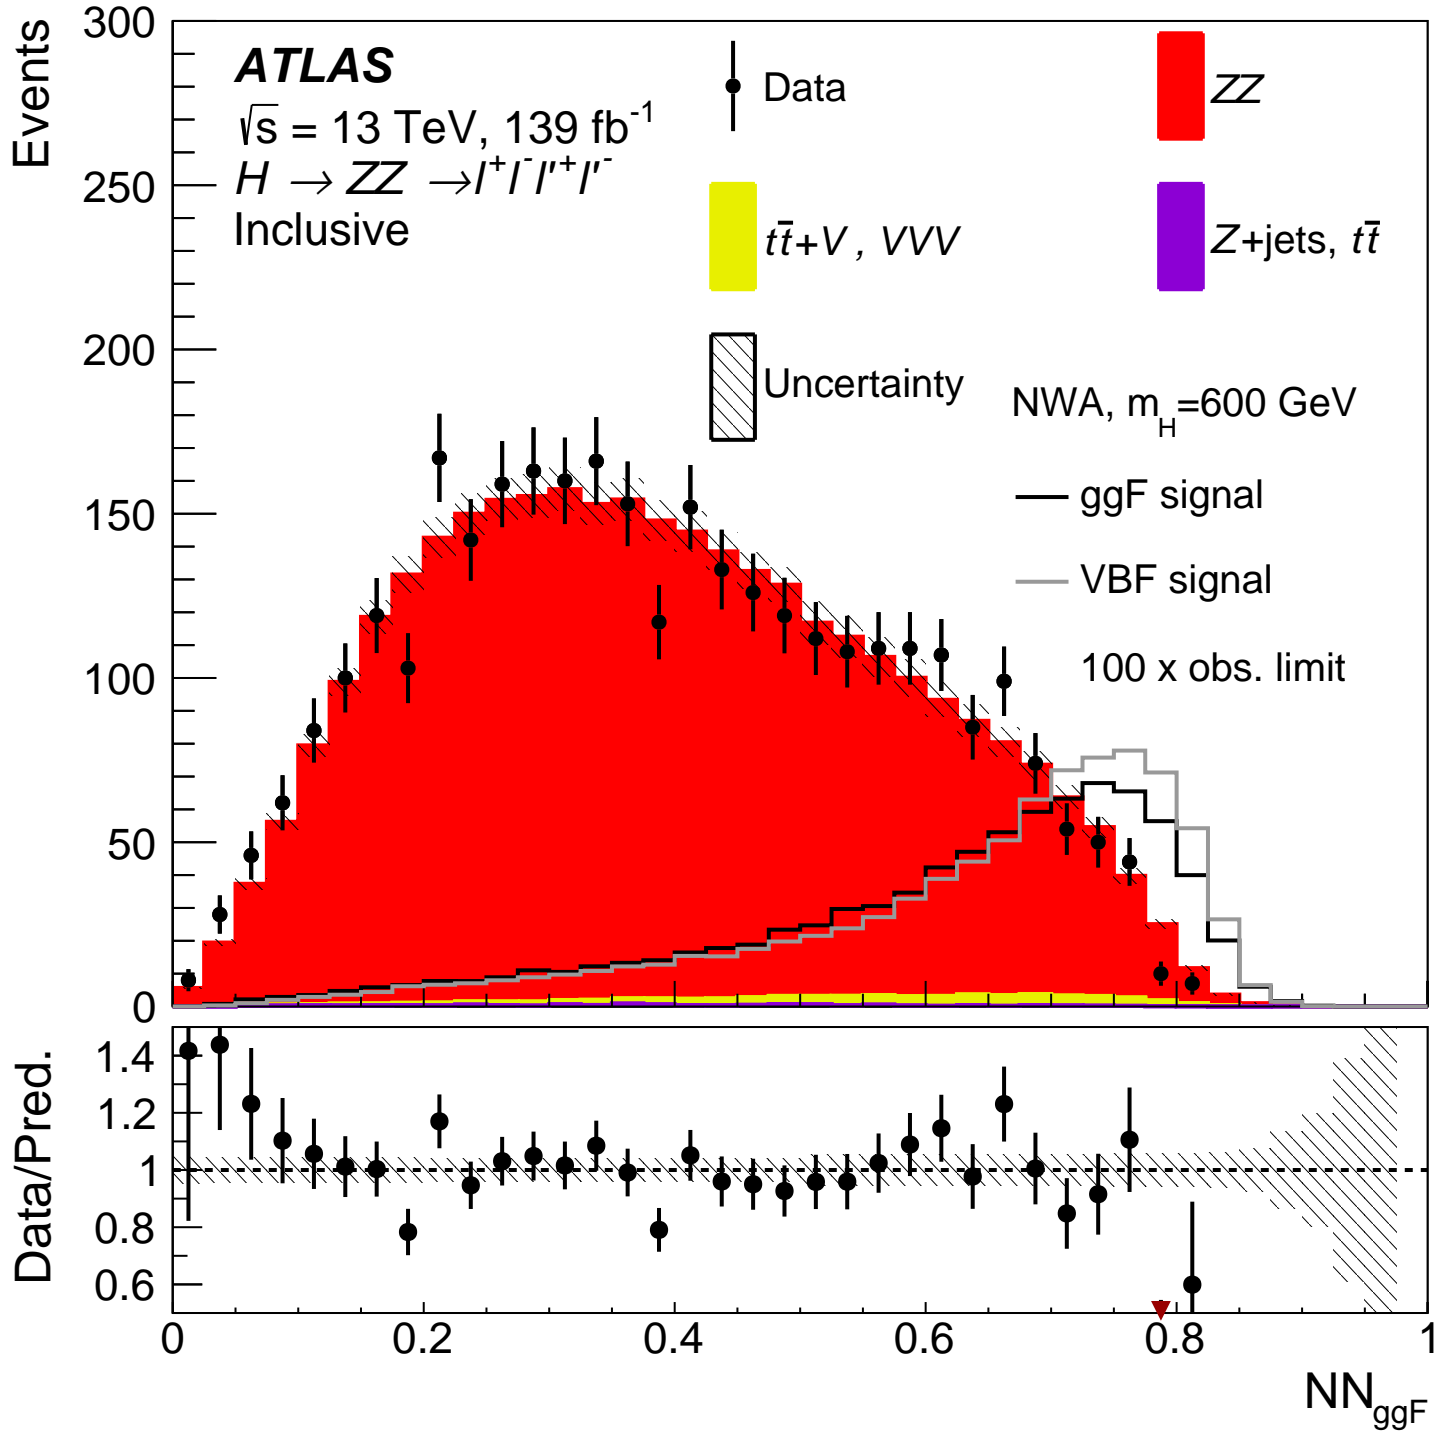 Events
300
250
200
150
100
50
0
ATLAS
√s = 13 TeV, 139 fb⁻¹
H → ZZ → l⁺l⁻l′⁺l′⁻
Inclusive
Data
ZZ
tt̄+V , VVV
Z+jets, tt̄
Uncertainty
NWA, m_H=600 GeV
ggF signal
VBF signal
100 x obs. limit
Data/Pred.
1.4
1.2
1
0.8
0.6
0 0.2 0.4 0.6 0.8 1
NN_ggF